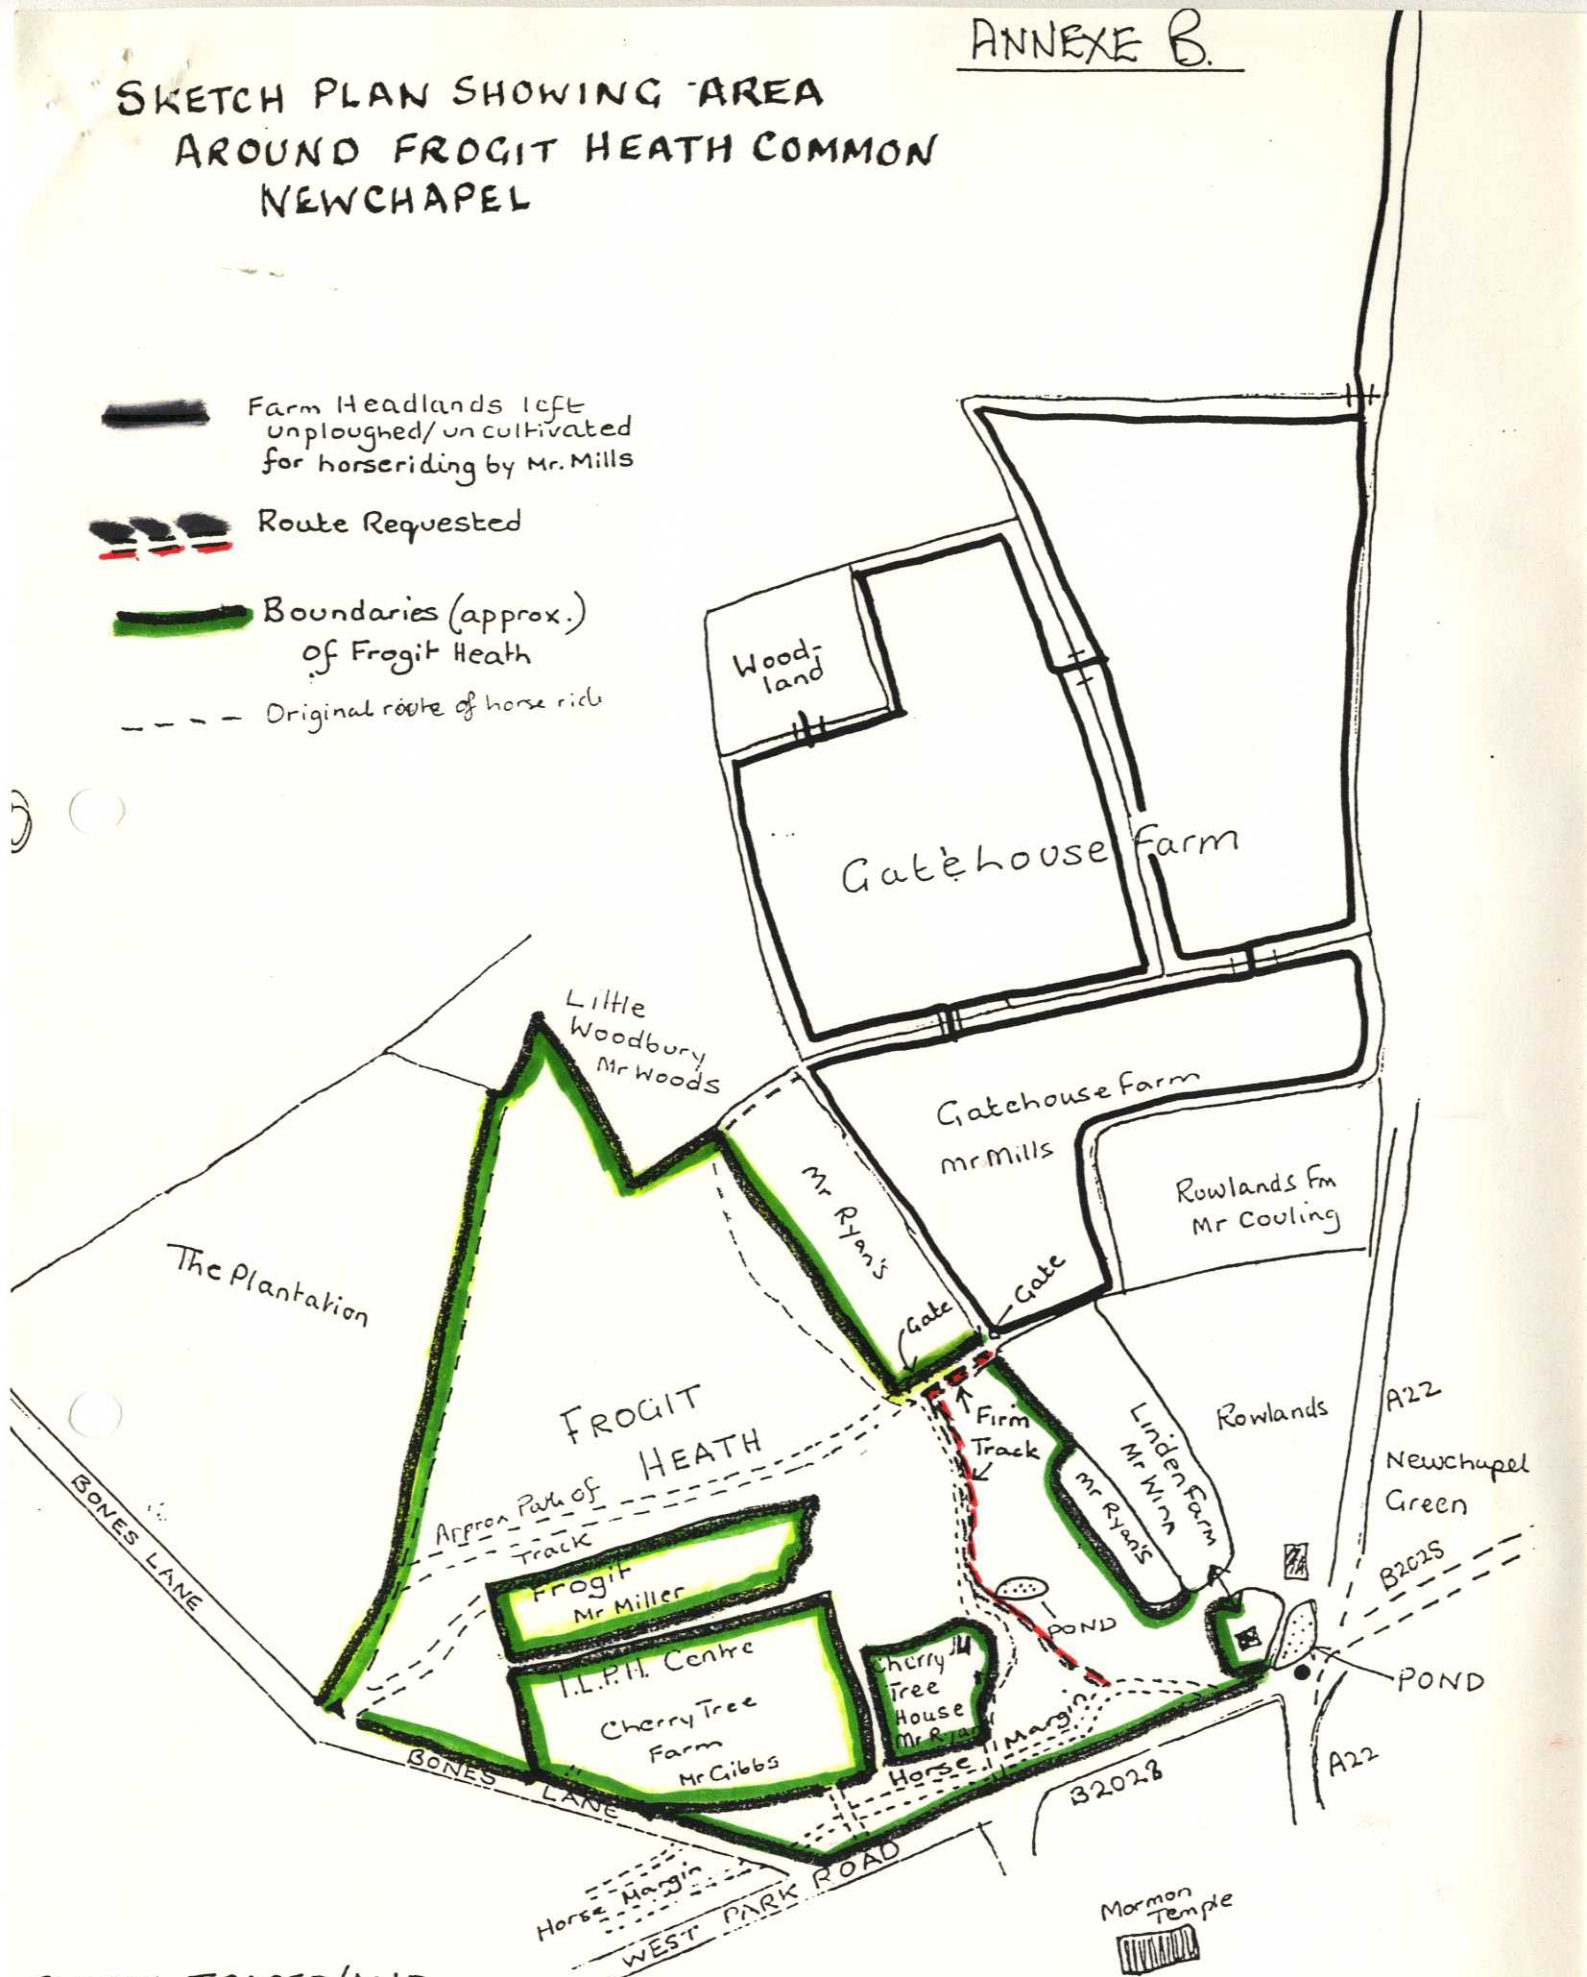 ANNEXE B.
SKETCH PLAN SHOWING AREA
AROUND FROGIT HEATH COMMON
NEWCHAPEL
Farm Headlands left
unploughed/uncultivated
for horseriding by Mr. Mills
Route Requested
Boundaries (approx.)
of Frogit Heath
Original route of horse ride
Wood-
land
Gatehouse Farm
Little
Woodbury
Mr Woods
Gatehouse Farm
Mr Mills
Mr Ryan's
Rowlands Fm
Mr Couling
The Plantation
Gate
Gate
FROGIT
HEATH
Firm
Track
Linden Farm
Mr Winn
Rowlands
A22
Newchapel
Green
Mr Ryan's
BONES LANE
Approx Path of
Track
Frogit
Mr Miller
B2028
POND
I.L.P.H. Centre
Cherry Tree
Farm
Mr Gibbs
Cherry
Tree
House
Mr Ryan
POND
Horse Margin
BONES LANE
B2028
A22
Horse Margin
WEST PARK ROAD
Mormon
Temple